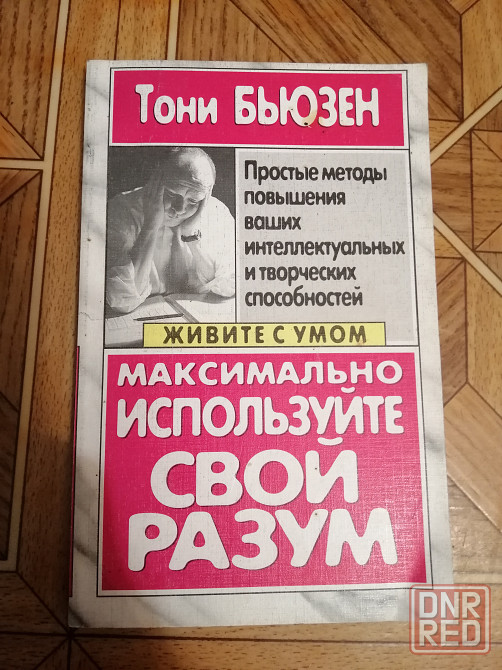 Тони БЬЮЗЕН
Простые методы
повышения
ваших
интеллектуальных
и творческих
способностей
ЖИВИТЕ С УМОМ
МАКСИМАЛЬНО
ИСПОЛЬЗУЙТЕ
СВОЙ
РАЗУМ
DNR
RED